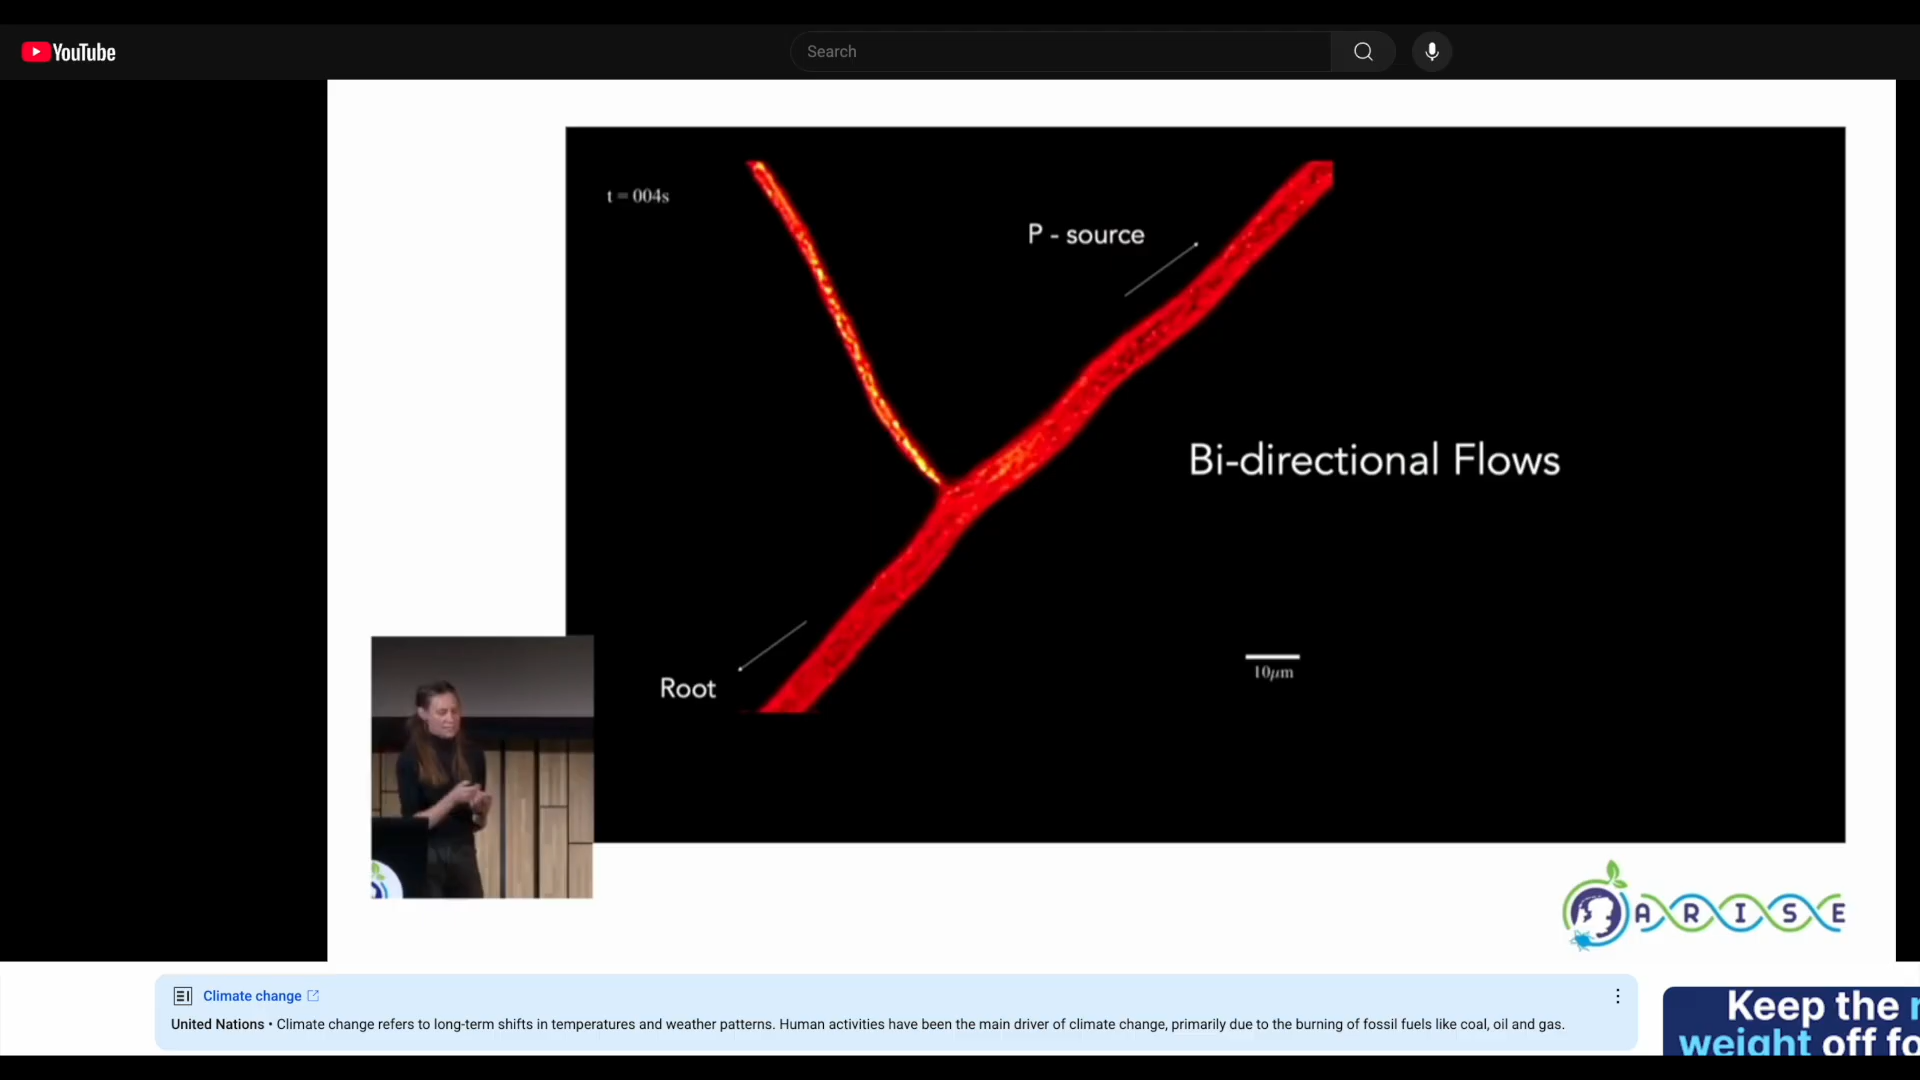 YouTube
Search
t = 004s
P - source
Bi-directional Flows
Root
10μm
ARISE
Climate change
United Nations • Climate change refers to long-term shifts in temperatures and weather patterns. Human activities have been the main driver of climate change, primarily due to the burning of fossil fuels like coal, oil and gas.
Keep the
weight off fo